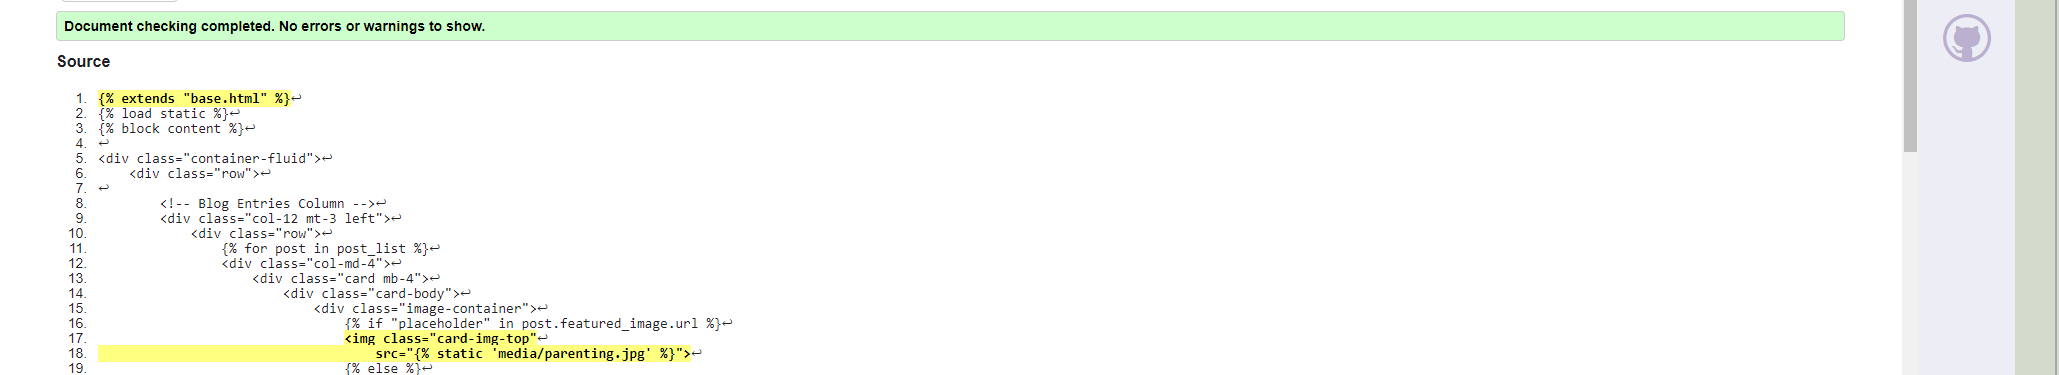 Document checking completed. No errors or warnings to show.
Source
1. {% extends "base.html" %}↩
2. {% load static %}↩
3. {% block content %}↩
4. ↩
5. <div class="container-fluid">↩
6.     <div class="row">↩
7. ↩
8.         <!-- Blog Entries Column -->↩
9.         <div class="col-12 mt-3 left">↩
10.             <div class="row">↩
11.                 {% for post in post_list %}↩
12.                 <div class="col-md-4">↩
13.                     <div class="card mb-4">↩
14.                         <div class="card-body">↩
15.                             <div class="image-container">↩
16.                                 {% if "placeholder" in post.featured_image.url %}↩
17.                                 <img class="card-img-top"↩
18.                                     src="{% static 'media/parenting.jpg' %}">↩
19.                                 {% else %}↩